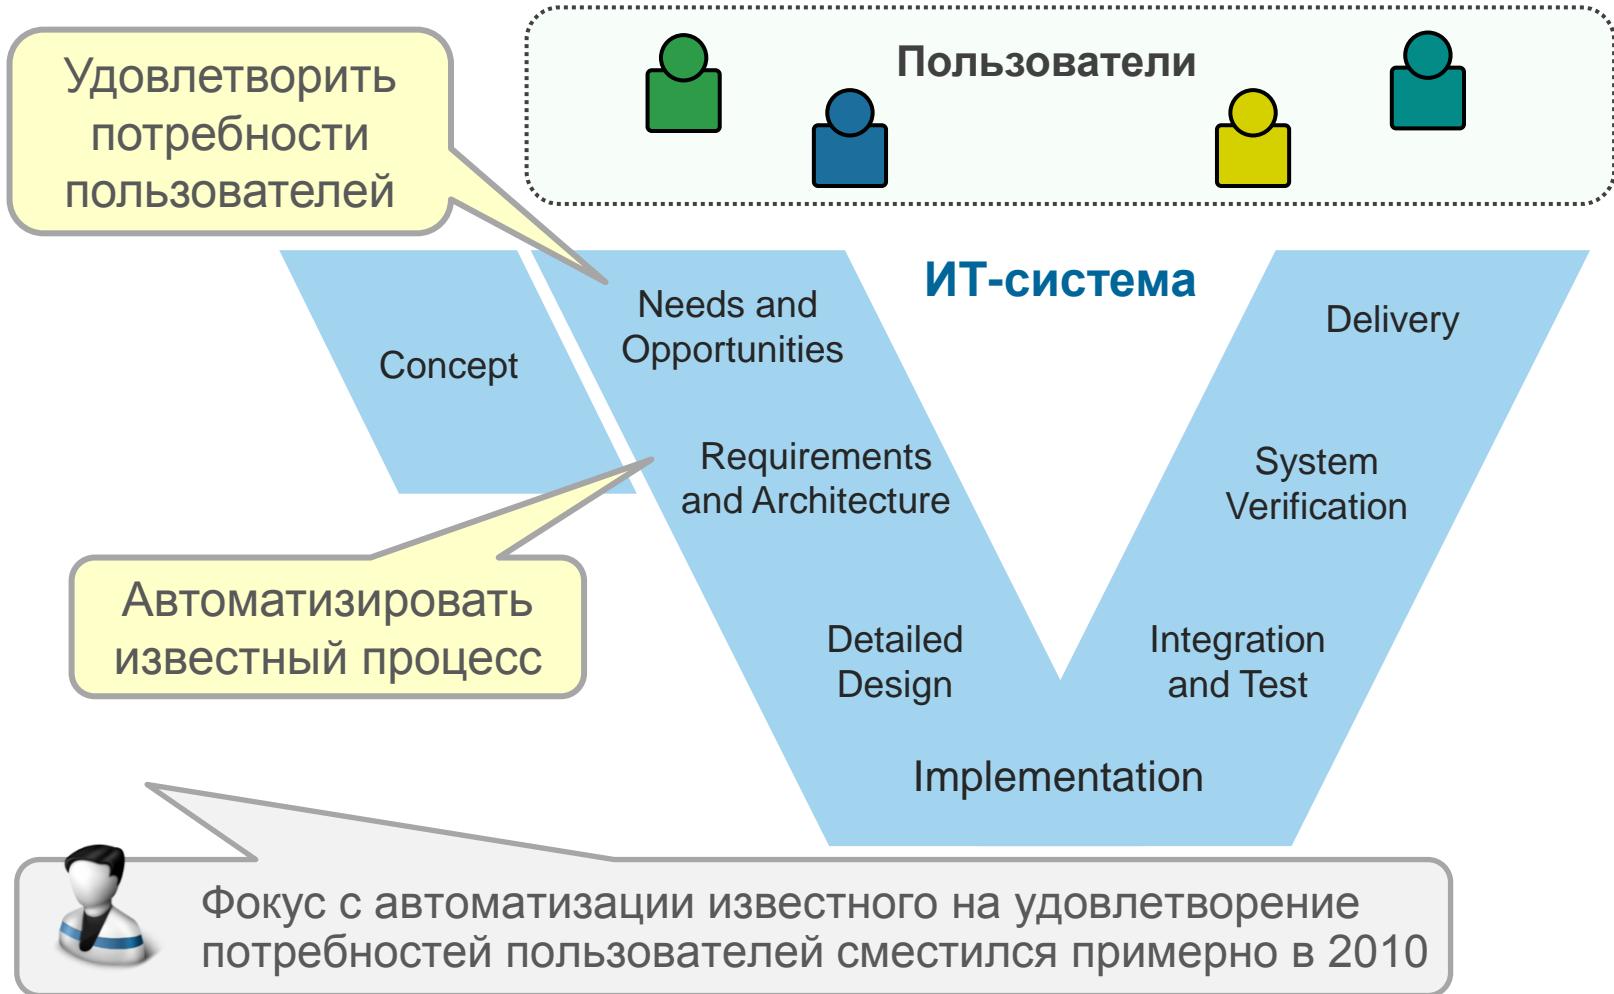 Удовлетворить
потребности
пользователей
Пользователи
ИТ-система
Concept
Needs and
Opportunities
Requirements
and Architecture
Detailed
Design
Implementation
Integration
and Test
System
Verification
Delivery
Автоматизировать
известный процесс
Фокус с автоматизации известного на удовлетворение
потребностей пользователей сместился примерно в 2010